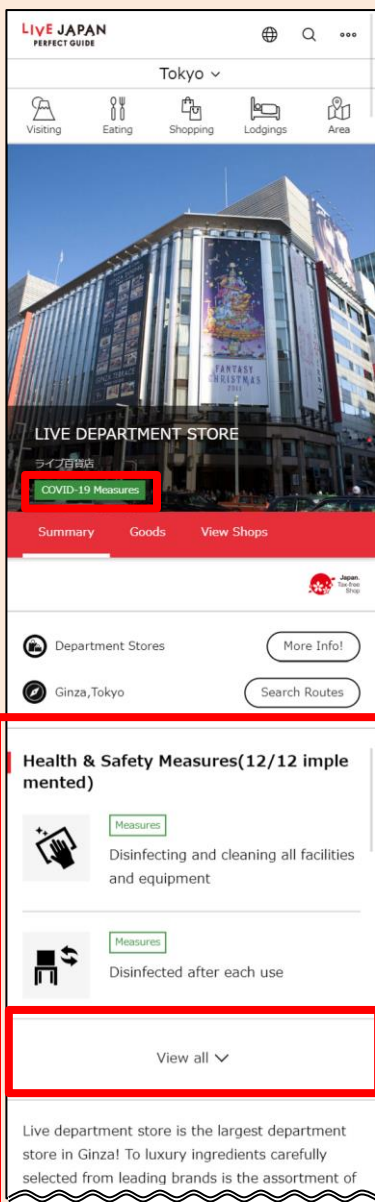 LIVE JAPAN
PERFECT GUIDE
Tokyo
Visiting Eating Shopping Lodgings Area
FANTASY
CHRISTMAS
LIVE DEPARTMENT STORE
ライブ百貨店
COVID-19 Measures
Summary Goods View Shops
Japan.
Tax-free
Shop
Department Stores More Info!
Ginza,Tokyo Search Routes
Health & Safety Measures(12/12 imple
mented)
Measures
Disinfecting and cleaning all facilities
and equipment
Measures
Disinfected after each use
View all
Live department store is the largest department
store in Ginza! To luxury ingredients carefully
selected from leading brands is the assortment of